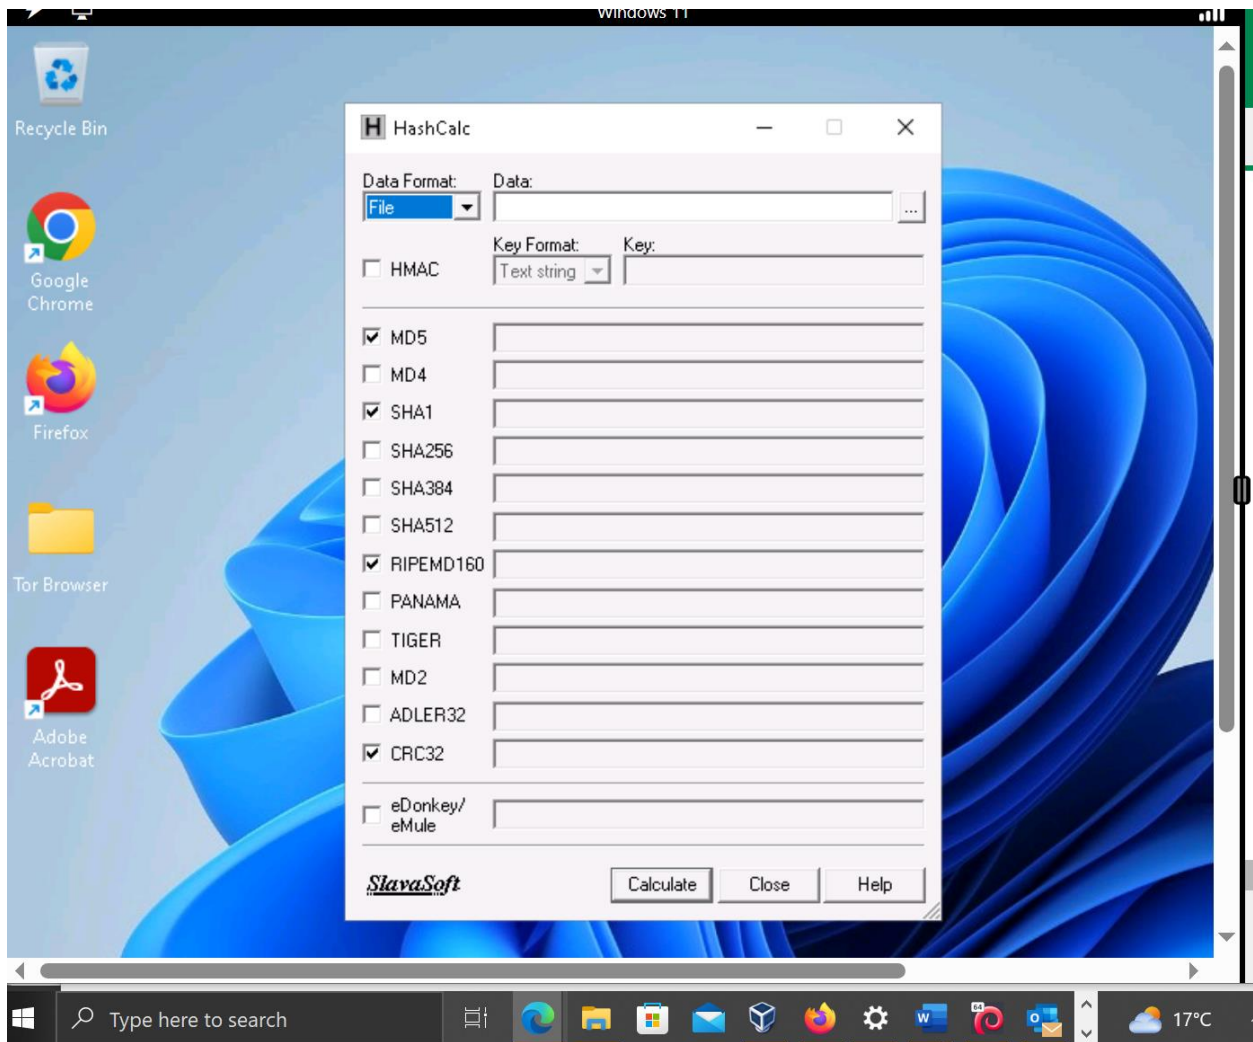 Windows 11
Recycle Bin
Google
Chrome
Firefox
Tor Browser
Adobe
Acrobat
H HashCalc
Data Format:
Data:
File
...
HMAC
Key Format:
Key:
Text string
MD5
MD4
SHA1
SHA256
SHA384
SHA512
RIPEMD160
PANAMA
TIGER
MD2
ADLER32
CRC32
eDonkey/
eMule
SlavaSoft
Calculate
Close
Help
Type here to search
W
64
O
17°C